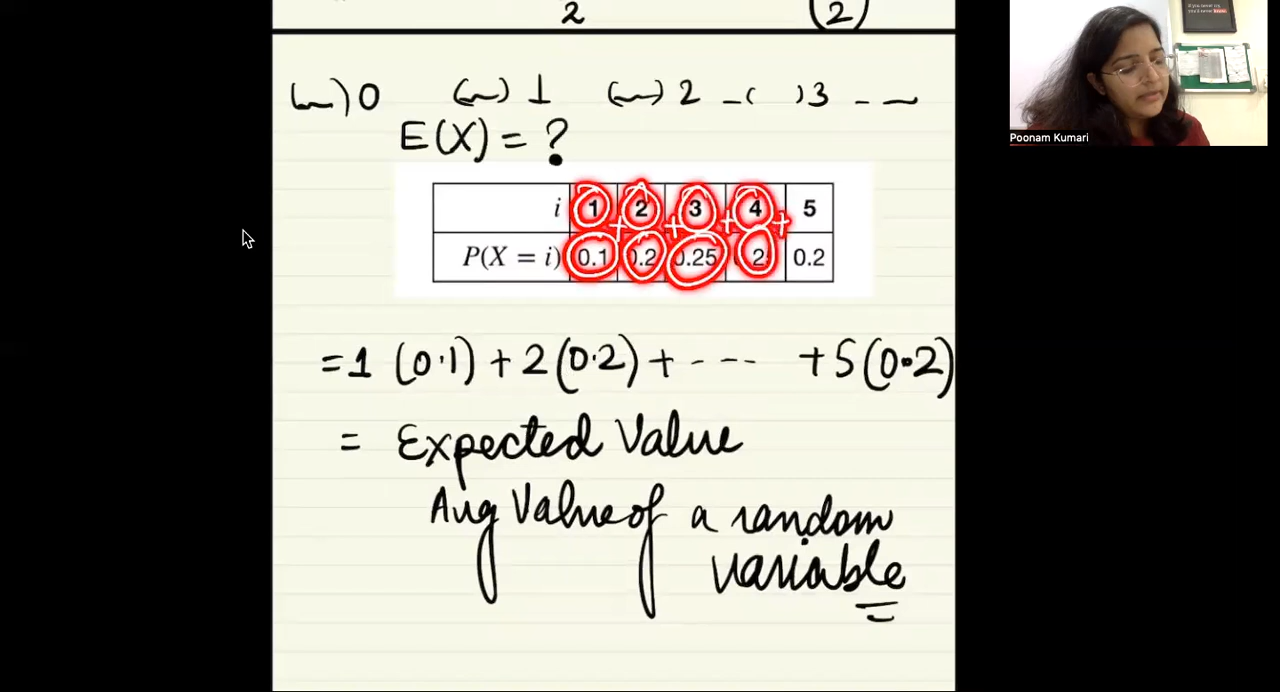 2 (2)
(~) 0 (~) 1 (~) 2 - ( ) 3 - ~
E(X) = ?
i 1 2 3 4 5
P(X = i) 0.1 0.2 0.25 0.2
= 1 (0.1) + 2 (0.2) + - - - + 5 (0.2)
= Expected Value
Avg Value of a random
variable
Poonam Kumari